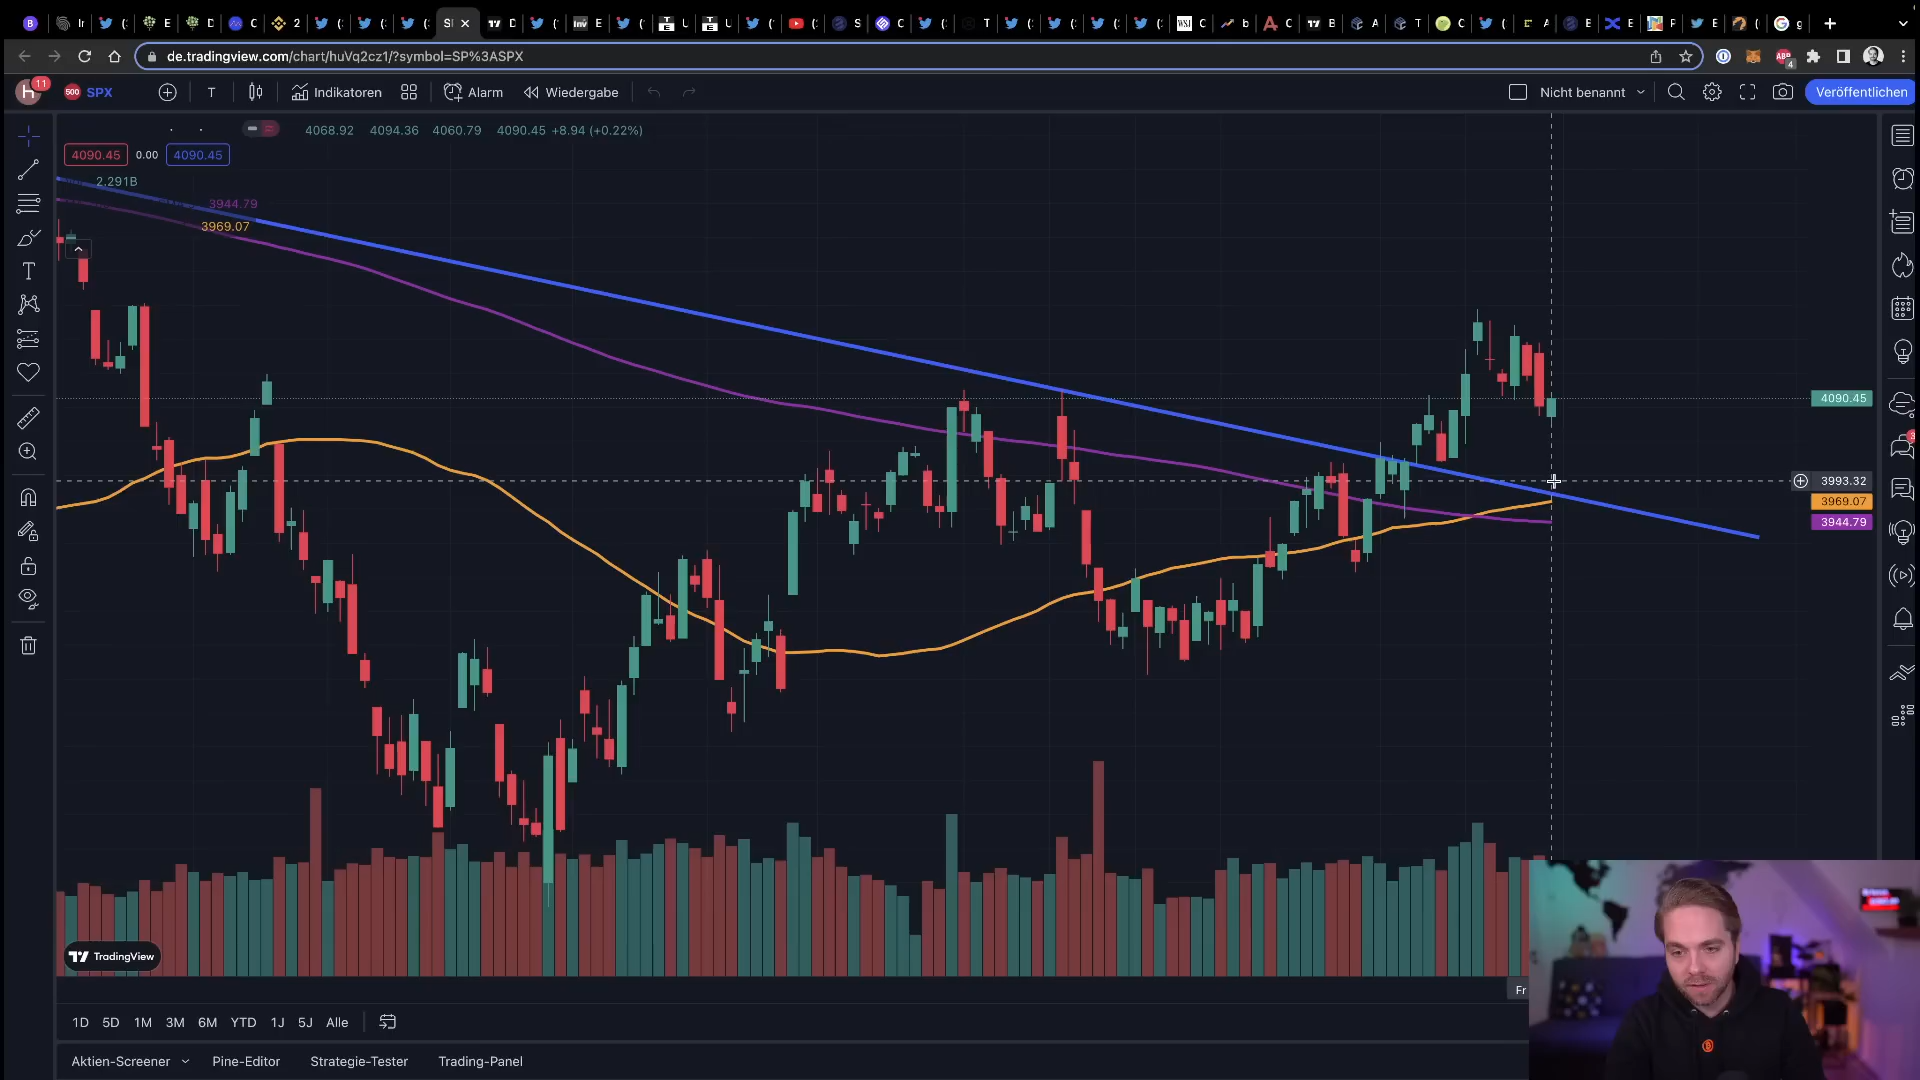 de.tradingview.com/chart/huVq2cz1/?symbol=SP%3ASPX
4
11
H
500
SPX
T
Indikatoren
Alarm
Wiedergabe
Nicht benannt
Veröffentlichen
4068.92 4094.36 4060.79 4090.45 +8.94 (+0.22%)
4090.45 0.00 4090.45
2.291B
3944.79
3969.07
4090.45
3993.32
3969.07
3944.79
TradingView
Fr
1D 5D 1M 3M 6M YTD 1J 5J Alle
Aktien-Screener Pine-Editor Strategie-Tester Trading-Panel